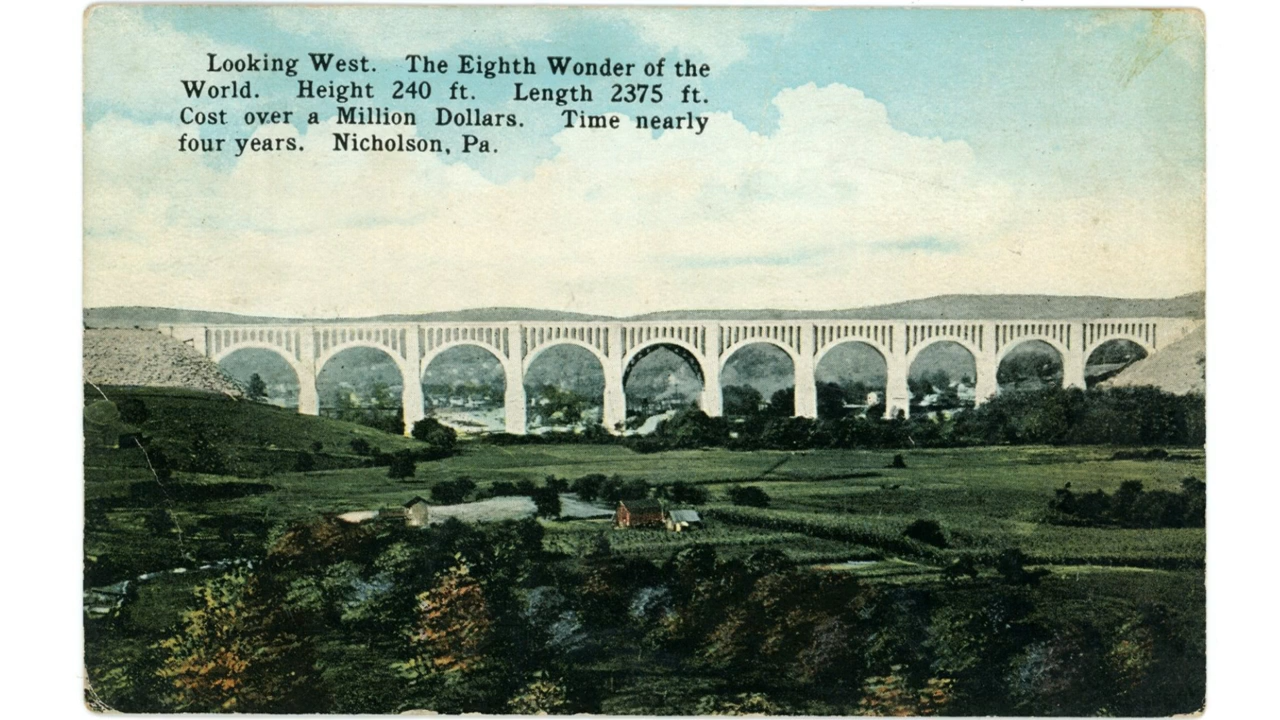 Looking West. The Eighth Wonder of the
World. Height 240 ft. Length 2375 ft.
Cost over a Million Dollars. Time nearly
four years. Nicholson, Pa.